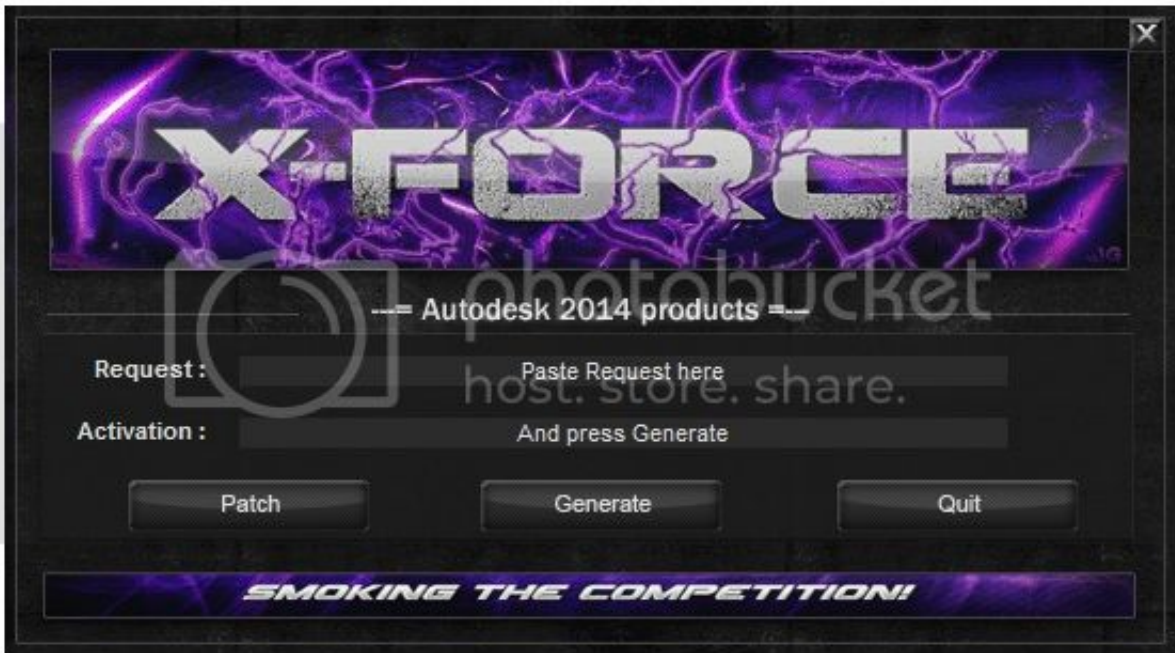 X
X-FORCE
photobucket
---= Autodesk 2014 products =---
Request : Paste Request here
host. store. share.
Activation : And press Generate
Patch Generate Quit
SMOKING THE COMPETITION!